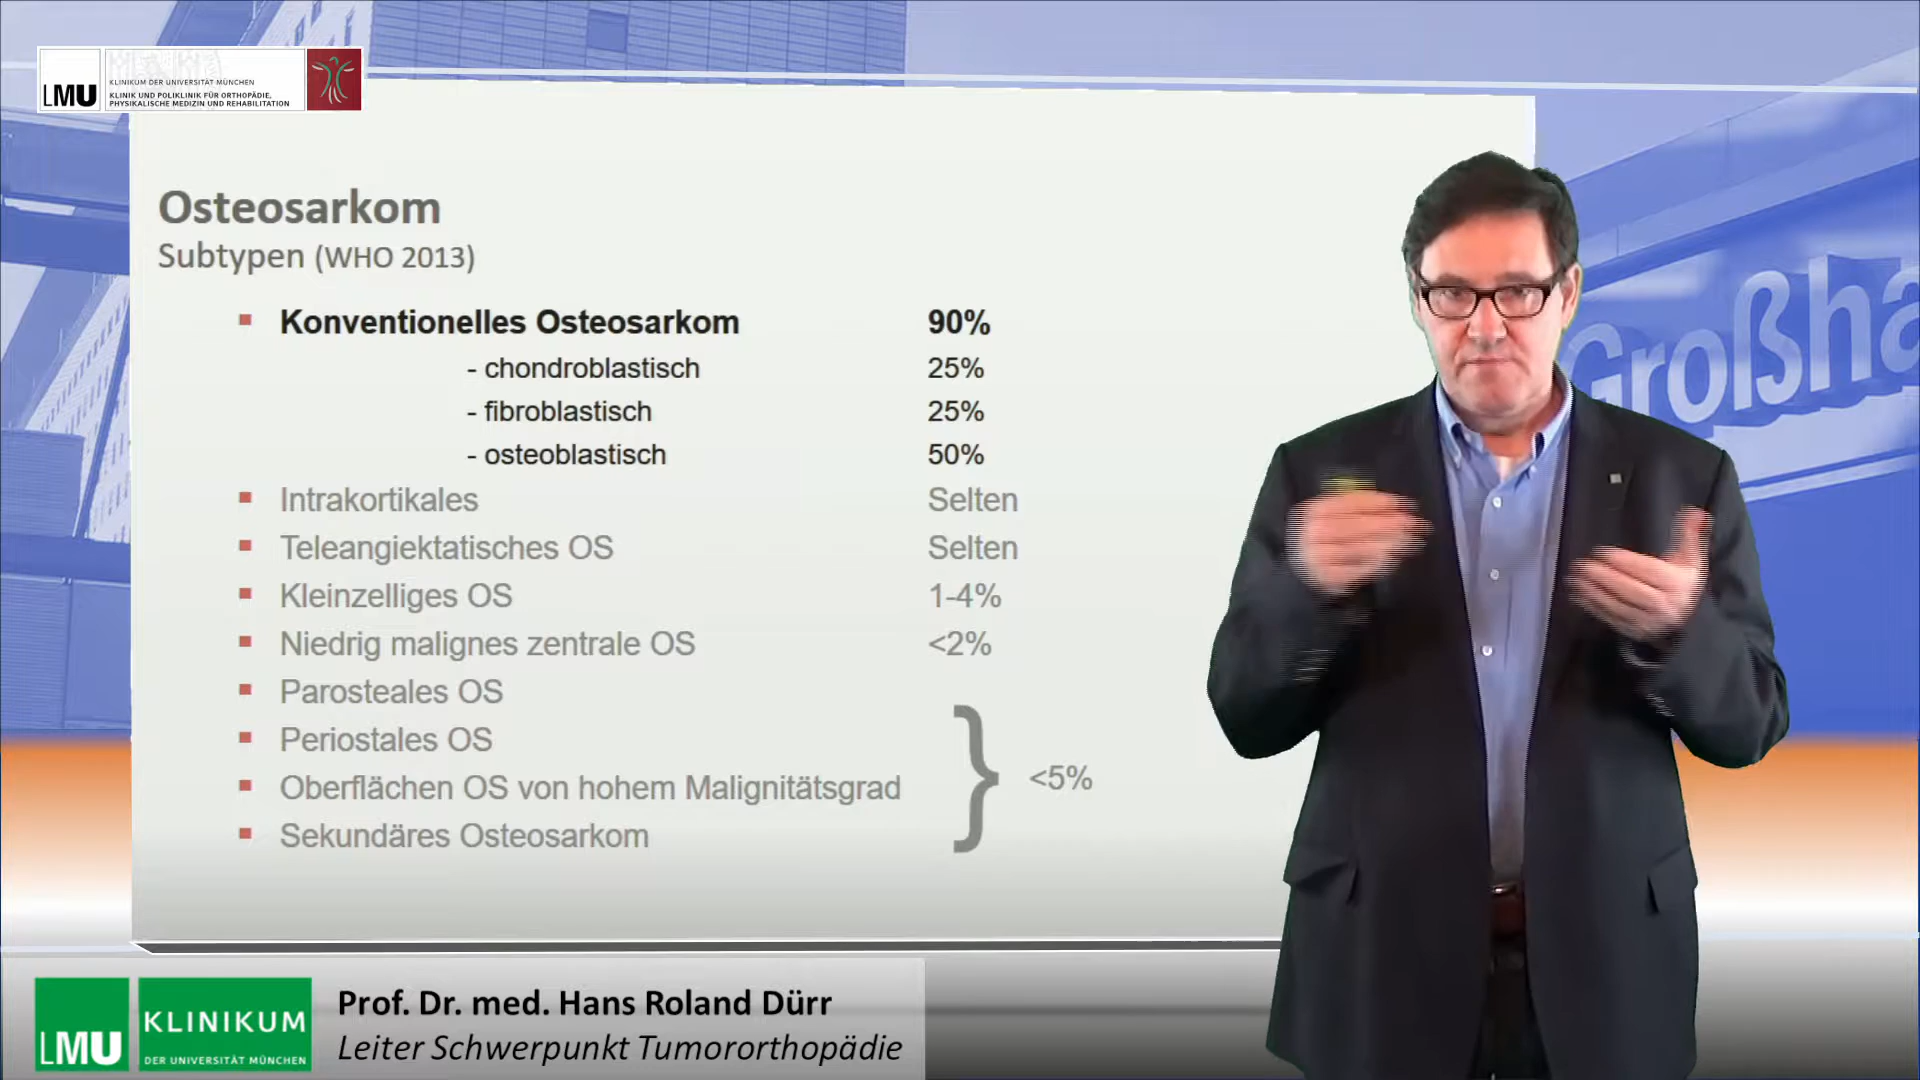 LMU
KLINIKUM DER UNIVERSITÄT MÜNCHEN
KLINIK UND POLIKLINIK FÜR ORTHOPÄDIE,
PHYSIKALISCHE MEDIZIN UND REHABILITATION
Osteosarkom
Subtypen (WHO 2013)
Konventionelles Osteosarkom 90%
- chondroblastisch 25%
- fibroblastisch 25%
- osteoblastisch 50%
Intrakortikales Selten
Teleangiektatisches OS Selten
Kleinzelliges OS 1-4%
Niedrig malignes zentrale OS <2%
Parosteales OS
Periostales OS
Oberflächen OS von hohem Malignitätsgrad } <5%
Sekundäres Osteosarkom
Großha
LMU KLINIKUM
DER UNIVERSITÄT MÜNCHEN
Prof. Dr. med. Hans Roland Dürr
Leiter Schwerpunkt Tumororthopädie